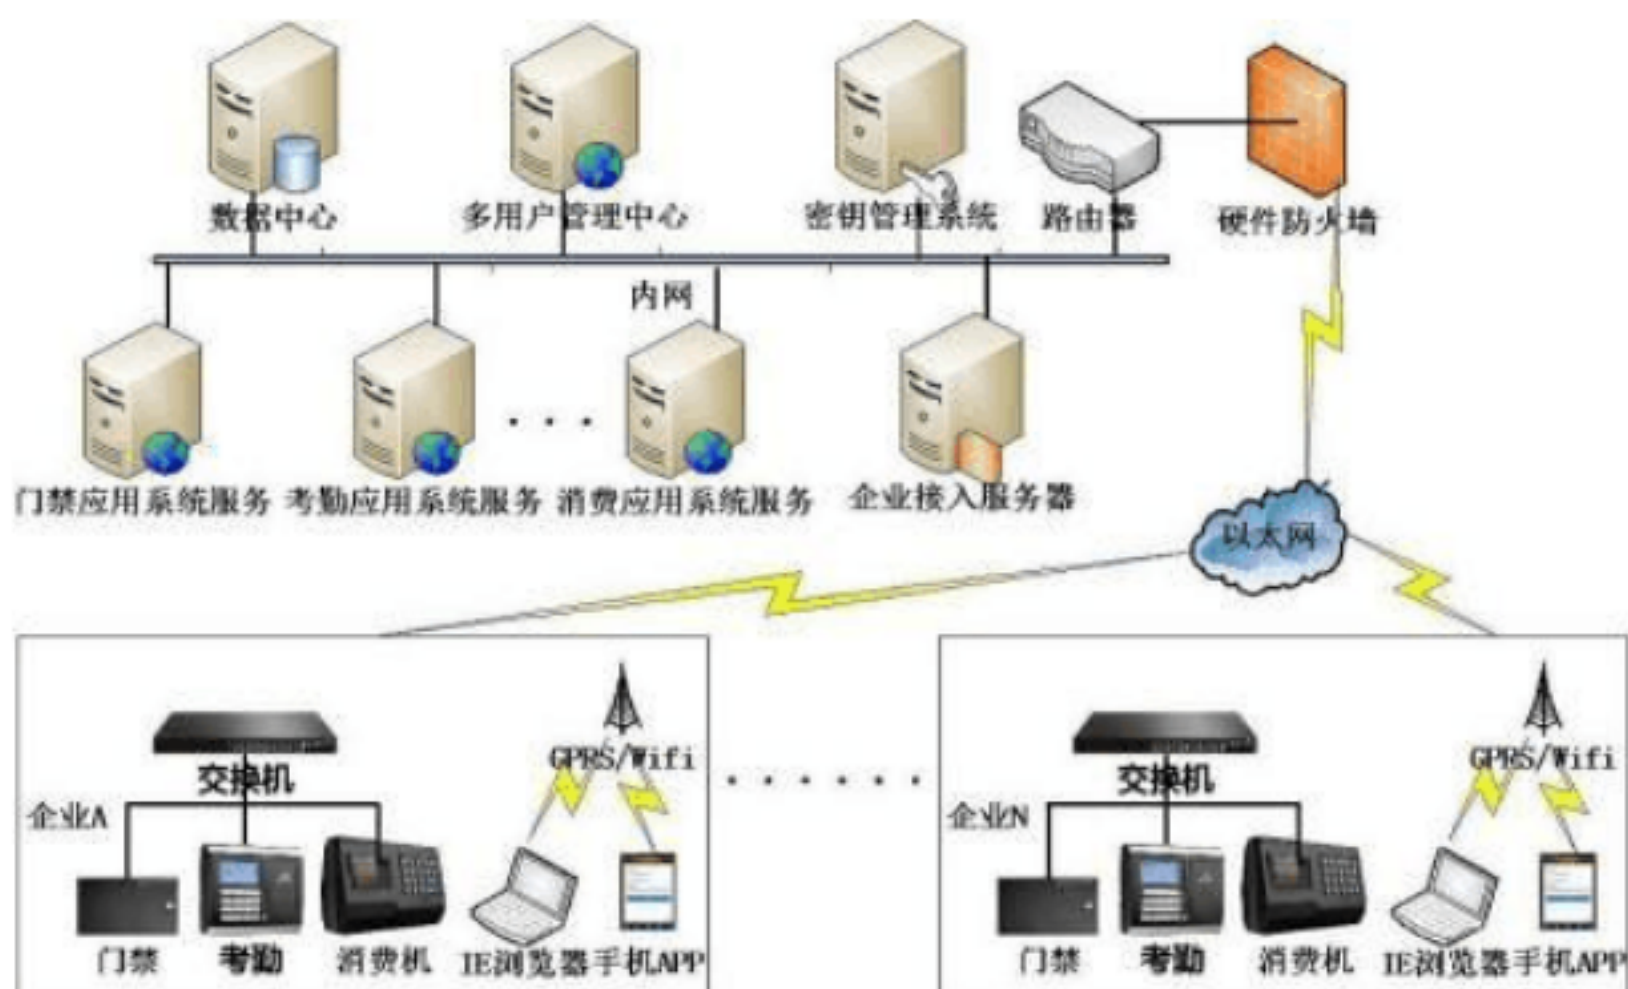 数据中心
多用户管理中心
密钥管理系统
路由器
硬件防火墙
内网
门禁应用系统服务
考勤应用系统服务
消费应用系统服务
企业接入服务器
以太网
GPRS/Wifi
交换机
企业A
门禁
考勤
消费机
IE浏览器
手机APP
GPRS/Wifi
交换机
企业N
门禁
考勤
消费机
IE浏览器
手机APP